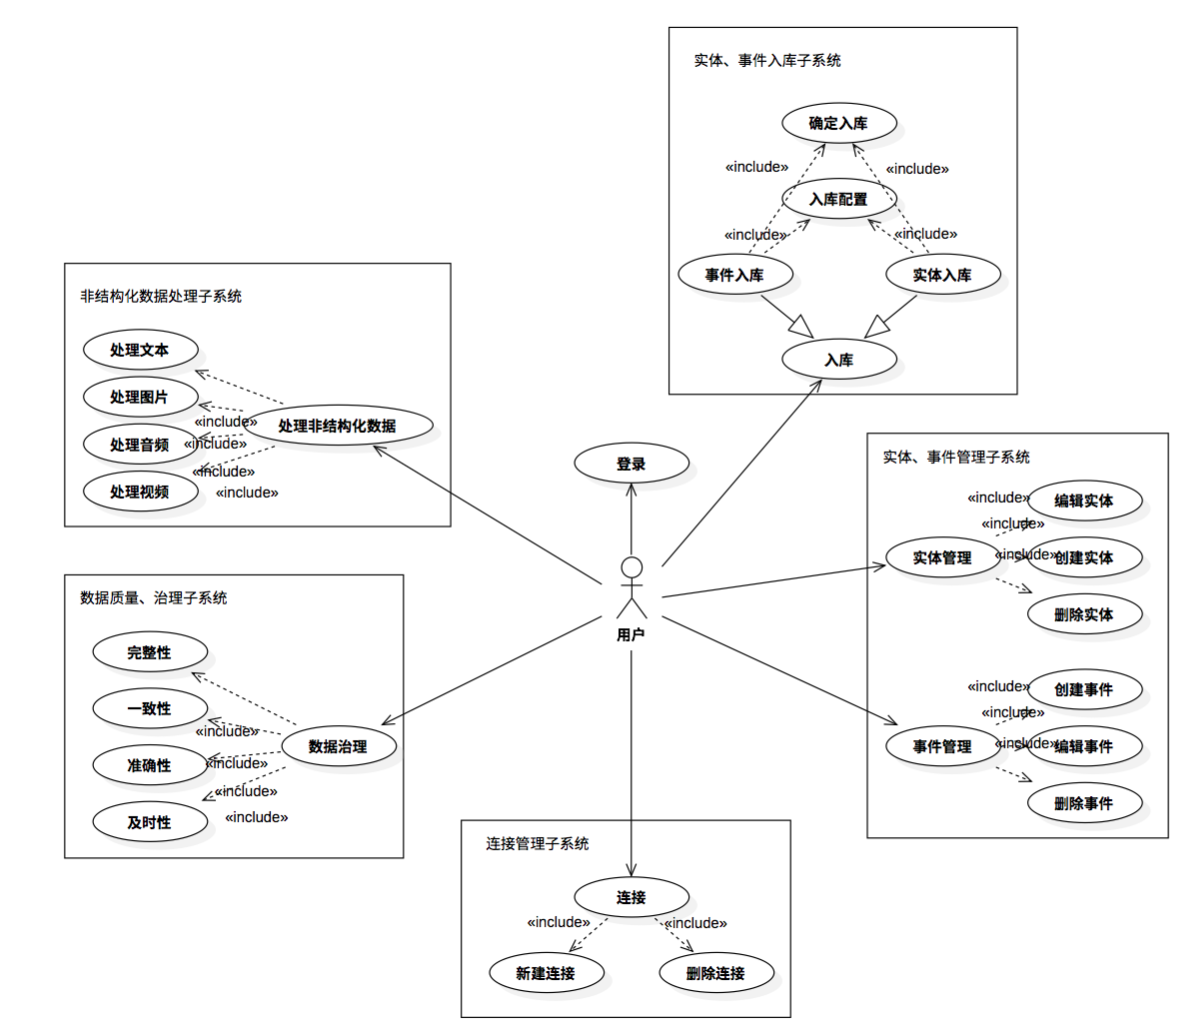 实体、事件入库子系统
确定入库
«include»
«include»
入库配置
«include»
«include»
事件入库
实体入库
入库
非结构化数据处理子系统
处理文本
处理图片
«include»
处理非结构化数据
处理音频
«include»
«include»
处理视频
«include»
登录
用户
实体、事件管理子系统
«include»
编辑实体
«include»
实体管理
«include»
创建实体
删除实体
«include»
创建事件
«include»
事件管理
«include»
编辑事件
删除事件
数据质量、治理子系统
完整性
一致性
«include»
数据治理
准确性
«include»
«include»
及时性
«include»
连接管理子系统
连接
«include»
«include»
新建连接
删除连接